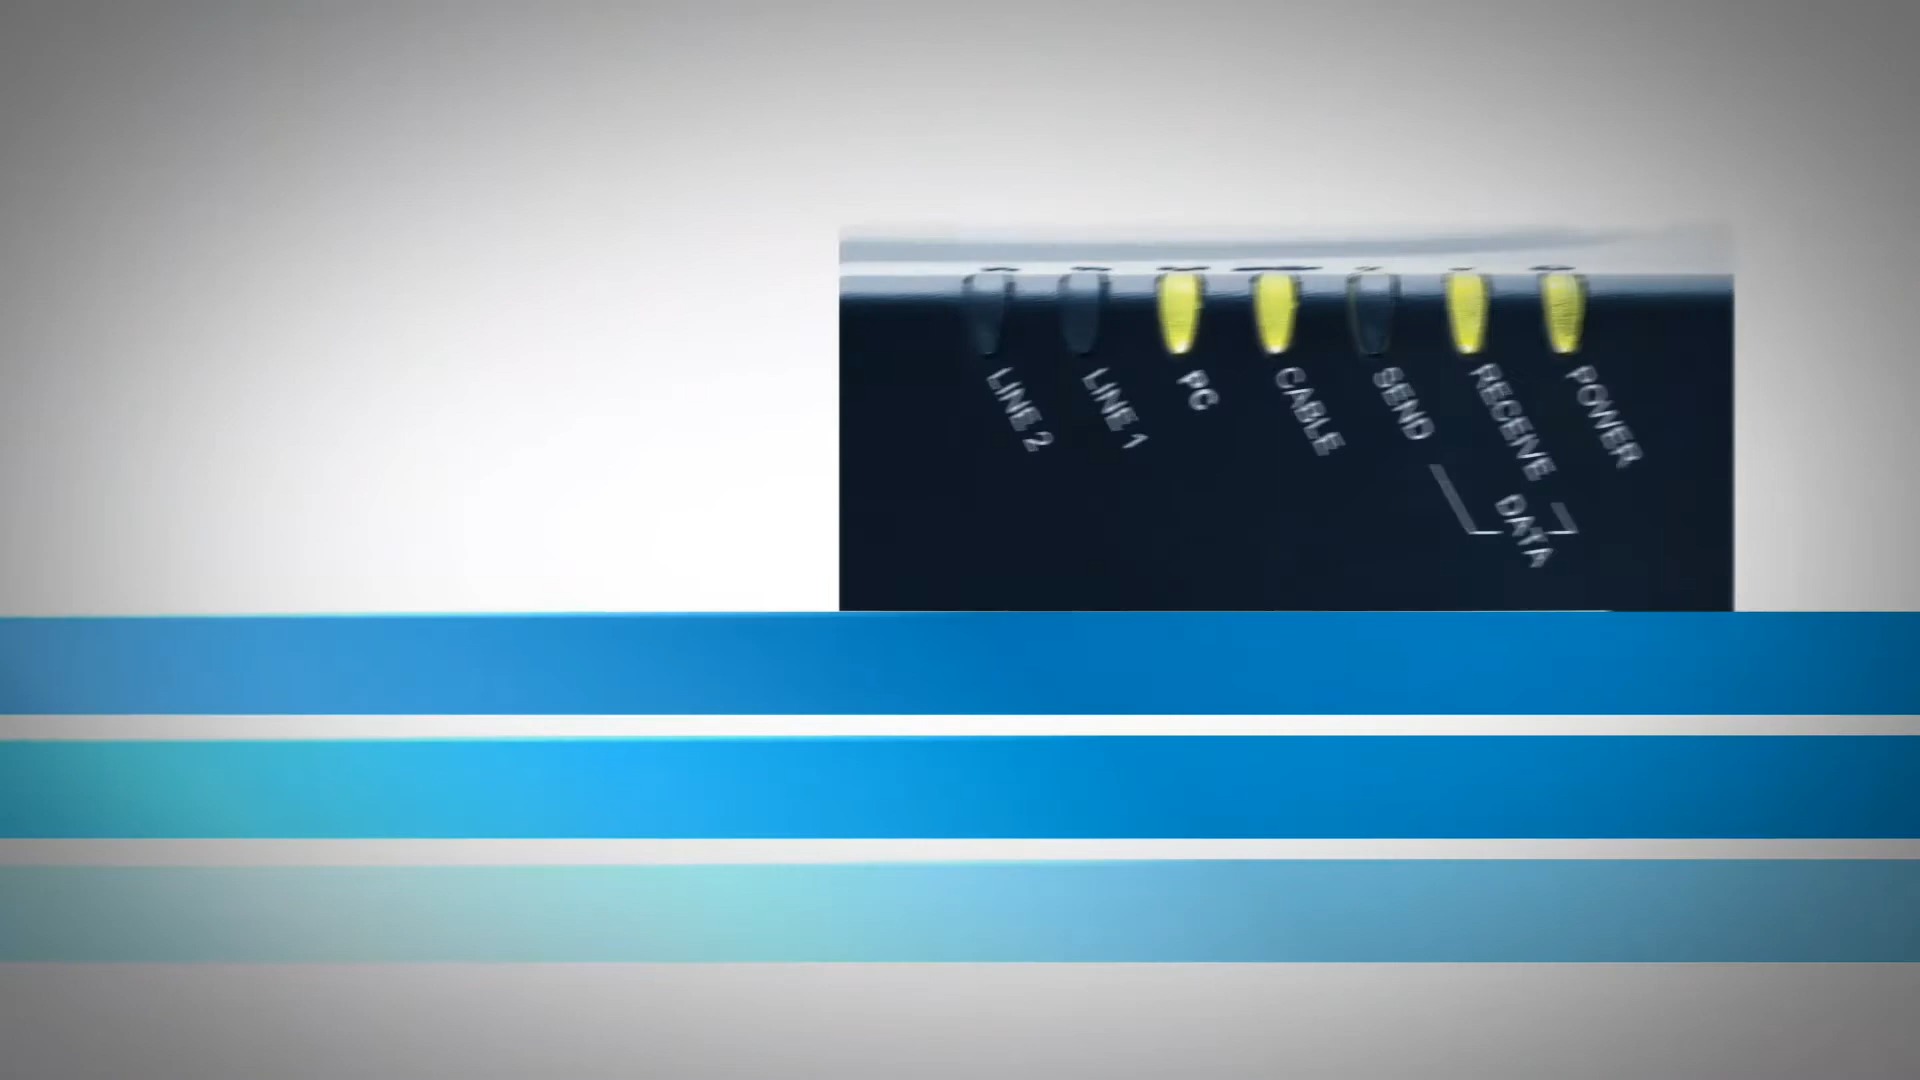 LINE 2
LINE 1
PC
CABLE
SEND
RECEIVE
POWER
DATA